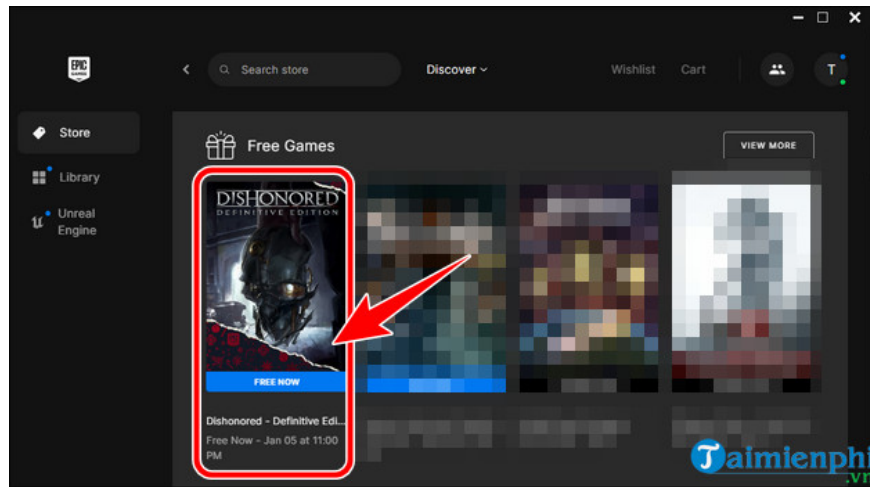 EPIC
GAMES
Search store
Discover
Wishlist
Cart
T
Store
Library
Unreal
Engine
Free Games
VIEW MORE
DISHONORED
DEFINITIVE EDITION
FREE NOW
Dishonored - Definitive Edi...
Free Now - Jan 05 at 11:00
PM
Taimienphi
.vn